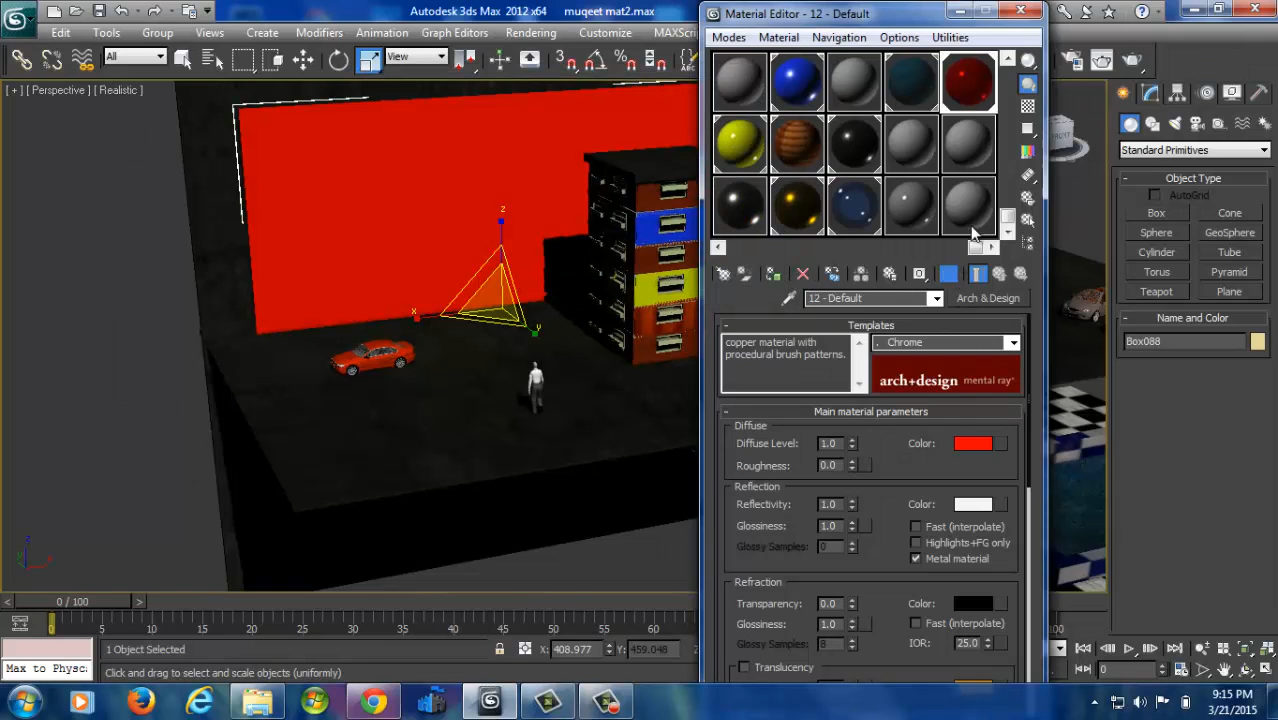 Autodesk 3ds Max 2012 x64 muqeet mat2.max
Edit Tools Group Views Create Modifiers Animation Graph Editors Rendering Customize MAXScri
All
View
[ + ] [ Perspective ] [ Realistic ]
z
x
y
z
x
0 / 100
0 5 10 15 20 25 30 35 40 45 50 55 60
1 Object Selected
X: 408.977 Y: 459.048
Max to Physc
Click and drag to select and scale objects (uniformly)
Material Editor - 12 - Default
Modes Material Navigation Options Utilities
12 - Default
Arch & Design
Templates
copper material with procedural brush patterns.
. Chrome
arch+design mental ray
Main material parameters
Diffuse
Diffuse Level: 1.0 Color:
Roughness: 0.0
Reflection
Reflectivity: 1.0 Color:
Glossiness: 1.0 Fast (interpolate)
Glossy Samples: 0 Highlights+FG only
Metal material
Refraction
Transparency: 0.0 Color:
Glossiness: 1.0 Fast (interpolate)
Glossy Samples: 8 IOR: 25.0
Translucency
FRONT
Standard Primitives
Object Type
AutoGrid
Box Cone
Sphere GeoSphere
Cylinder Tube
Torus Pyramid
Teapot Plane
Name and Color
Box088
100
0
9:15 PM
3/21/2015